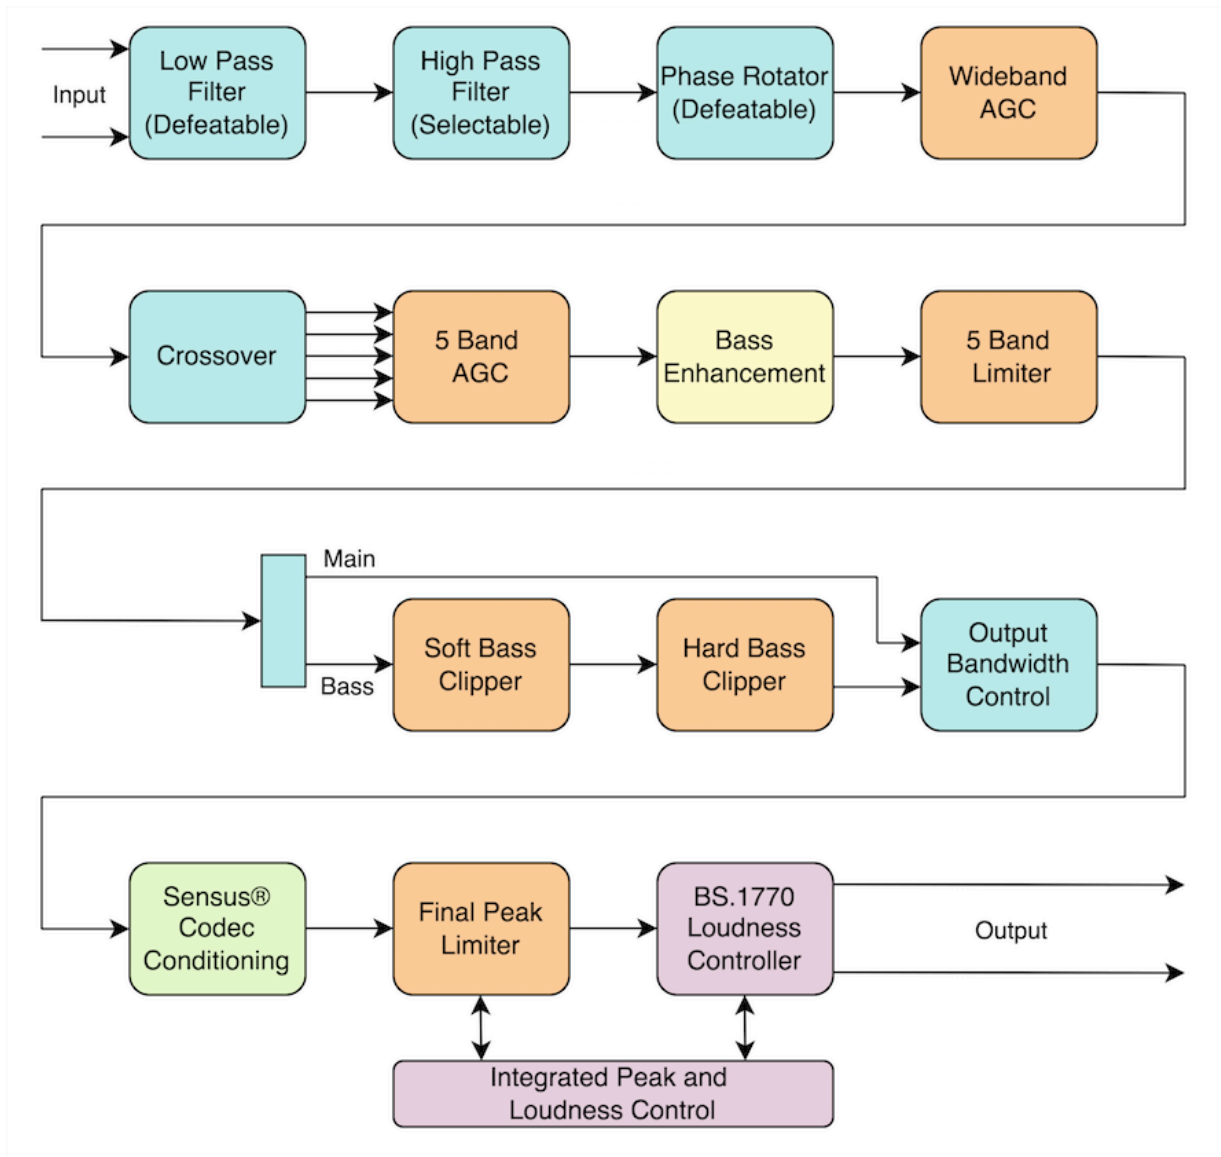 Input
Low Pass
Filter
(Defeatable)
High Pass
Filter
(Selectable)
Phase Rotator
(Defeatable)
Wideband
AGC
Crossover
5 Band
AGC
Bass
Enhancement
5 Band
Limiter
Main
Bass
Soft Bass
Clipper
Hard Bass
Clipper
Output
Bandwidth
Control
Sensus®
Codec
Conditioning
Final Peak
Limiter
BS.1770
Loudness
Controller
Output
Integrated Peak and
Loudness Control